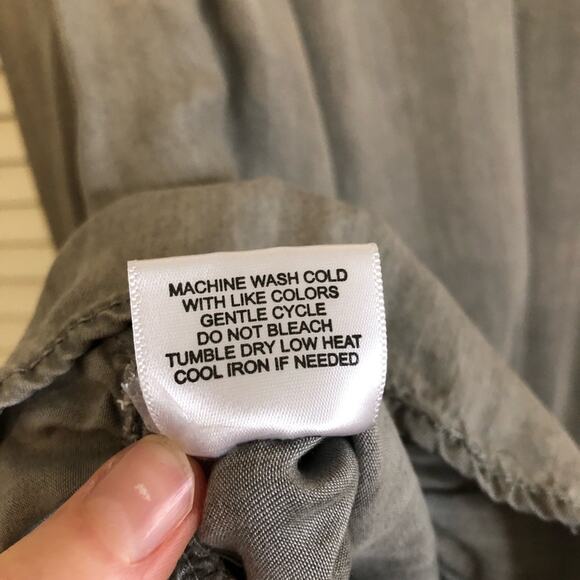 MACHINE WASH COLD
WITH LIKE COLORS
GENTLE CYCLE
DO NOT BLEACH
TUMBLE DRY LOW HEAT
COOL IRON IF NEEDED